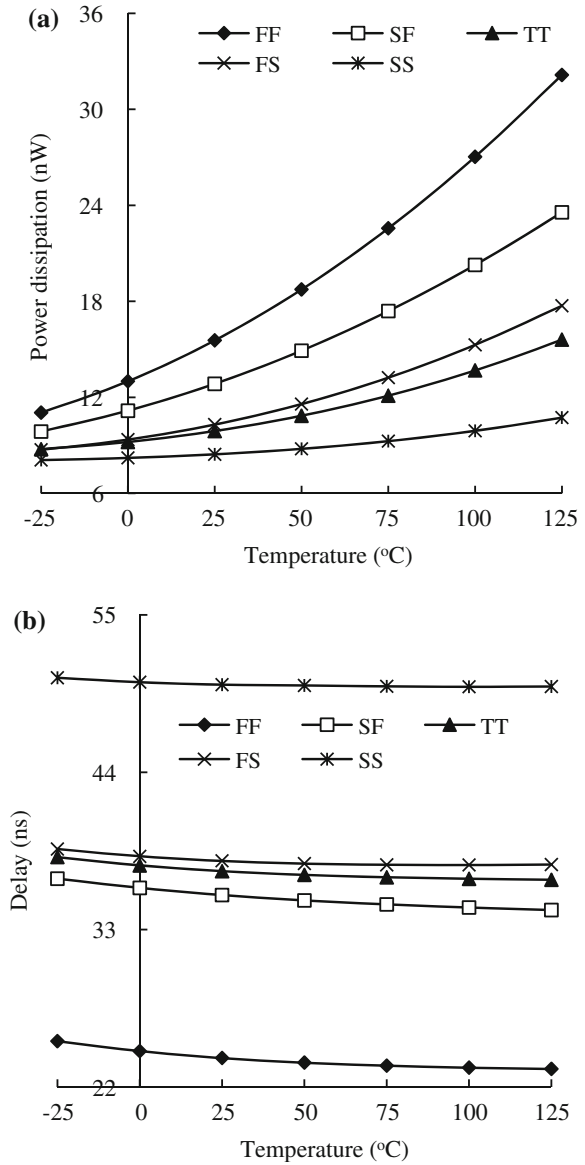 (a)
FF SF TT
FS SS
36
30
24
18
12
6
Power dissipation (nW)
-25 0 25 50 75 100 125
Temperature (°C)
(b)
55
44
33
22
FF SF TT
FS SS
Delay (ns)
-25 0 25 50 75 100 125
Temperature (°C)